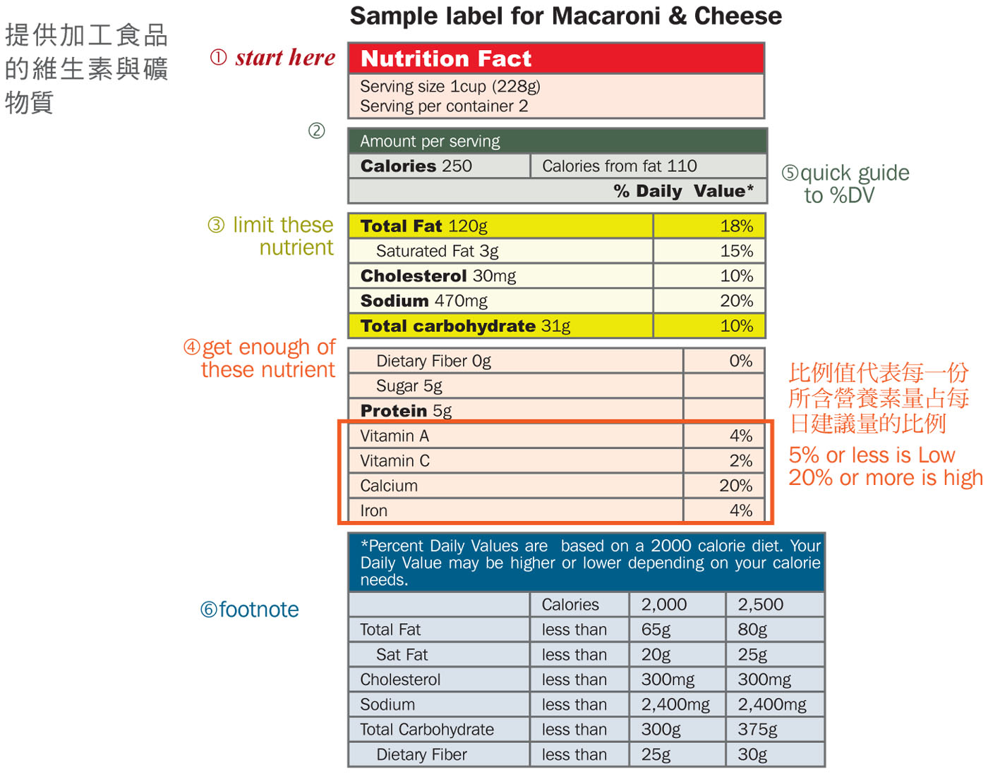 Sample label for Macaroni & Cheese
提供加工食品
的維生素與礦
物質
① start here
Nutrition Fact
Serving size 1cup (228g)
Serving per container 2
②
Amount per serving
Calories 250 Calories from fat 110
% Daily Value*
⑤quick guide
to %DV
③ limit these
nutrient
Total Fat 120g 18%
Saturated Fat 3g 15%
Cholesterol 30mg 10%
Sodium 470mg 20%
Total carbohydrate 31g 10%
④get enough of
these nutrient
Dietary Fiber 0g 0%
Sugar 5g
Protein 5g
Vitamin A 4%
Vitamin C 2%
Calcium 20%
Iron 4%
比例值代表每一份
所含營養素量占每
日建議量的比例
5% or less is Low
20% or more is high
⑥footnote
*Percent Daily Values are based on a 2000 calorie diet. Your
Daily Value may be higher or lower depending on your calorie
needs.
Calories 2,000 2,500
Total Fat less than 65g 80g
Sat Fat less than 20g 25g
Cholesterol less than 300mg 300mg
Sodium less than 2,400mg 2,400mg
Total Carbohydrate less than 300g 375g
Dietary Fiber less than 25g 30g